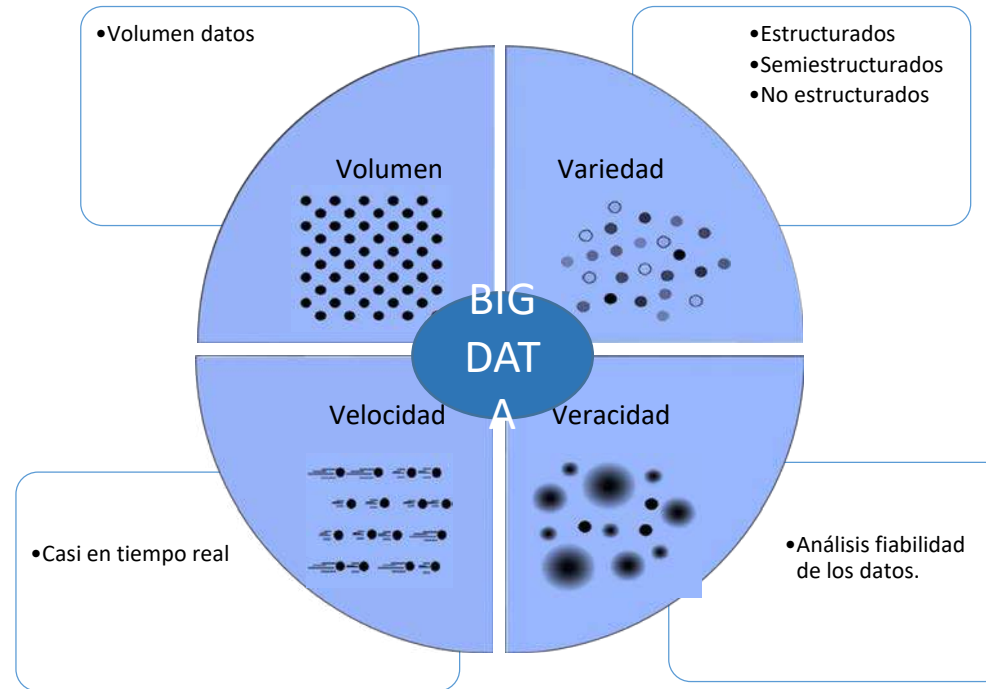 •Volumen datos
•Estructurados
•Semiestructurados
•No estructurados
Volumen
Variedad
BIG
DAT
A
Velocidad
Veracidad
•Casi en tiempo real
•Análisis fiabilidad
de los datos.